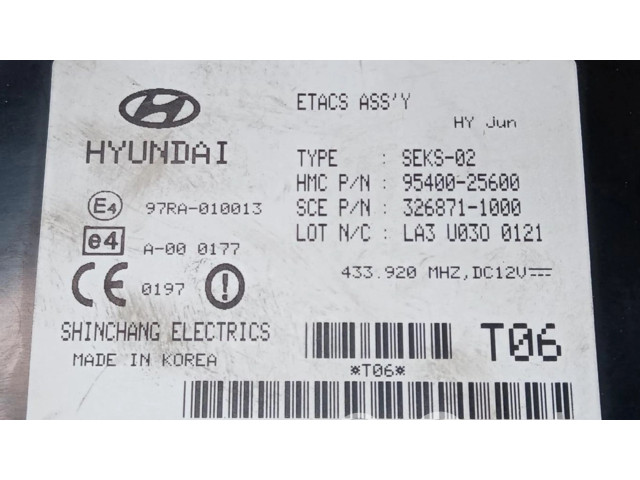 ETACS ASS'Y
HY Jun
HYUNDAI
TYPE : SEKS-02
HMC P/N : 95400-25600
SCE P/N : 326871-1000
LOT N/C : LA3 U030 0121
E4 97RA-010013
e4 A-00 0177
CE 0197
433.920 MHZ,DC12V
SHINCHANG ELECTRICS
MADE IN KOREA
T06
*T06*